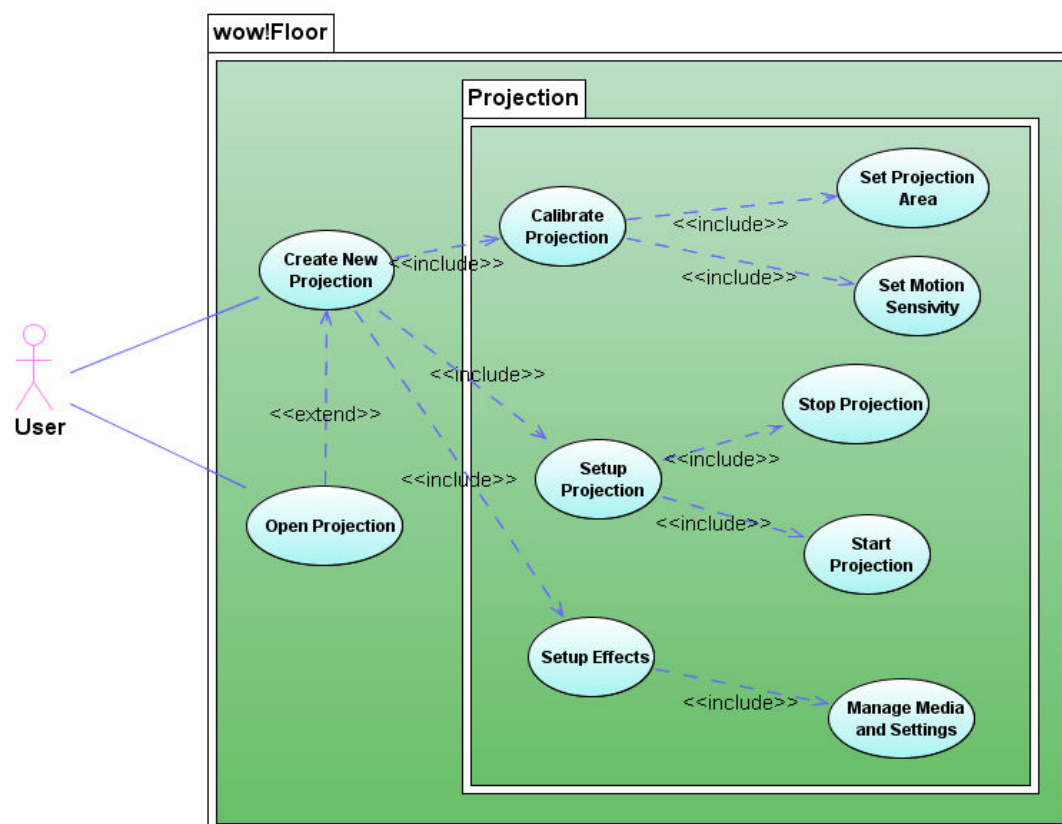 wow!Floor
Projection
Set Projection
Area
Calibrate
Projection
<<include>>
Create New
Projection
<<include>>
<<include>>
Set Motion
Sensivity
User
<<extend>>
<<include>>
Stop Projection
Setup
Projection
<<include>>
<<include>>
Open Projection
<<include>>
Start
Projection
Setup Effects
<<include>>
Manage Media
and Settings